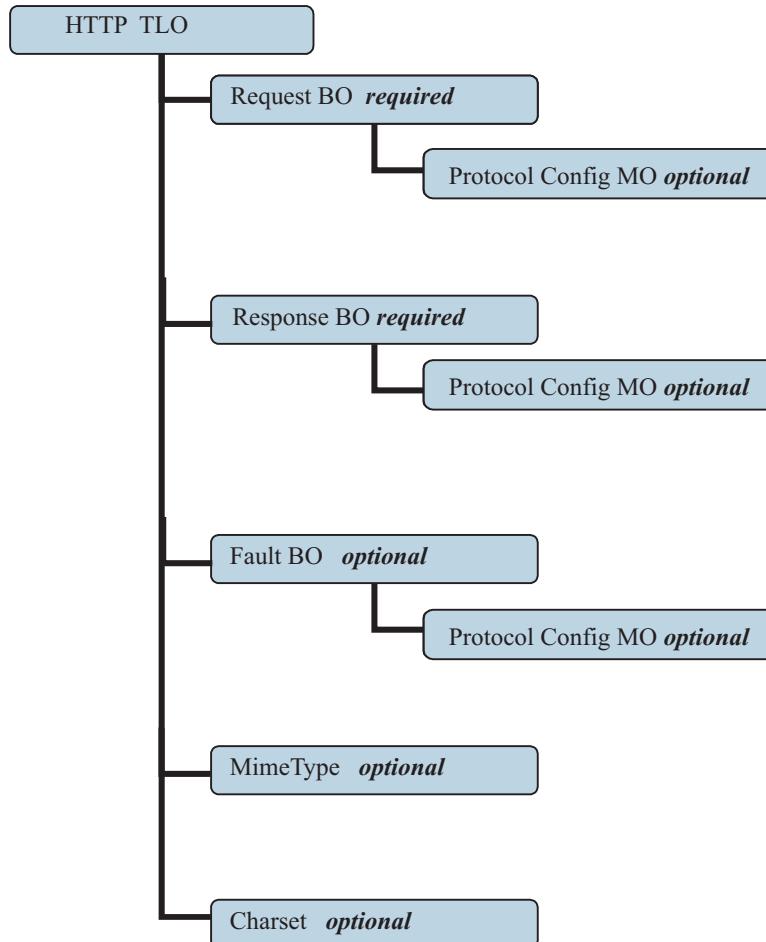 HTTP TLO
Request BO required
Protocol Config MO optional
Response BO required
Protocol Config MO optional
Fault BO optional
Protocol Config MO optional
MimeType optional
Charset optional